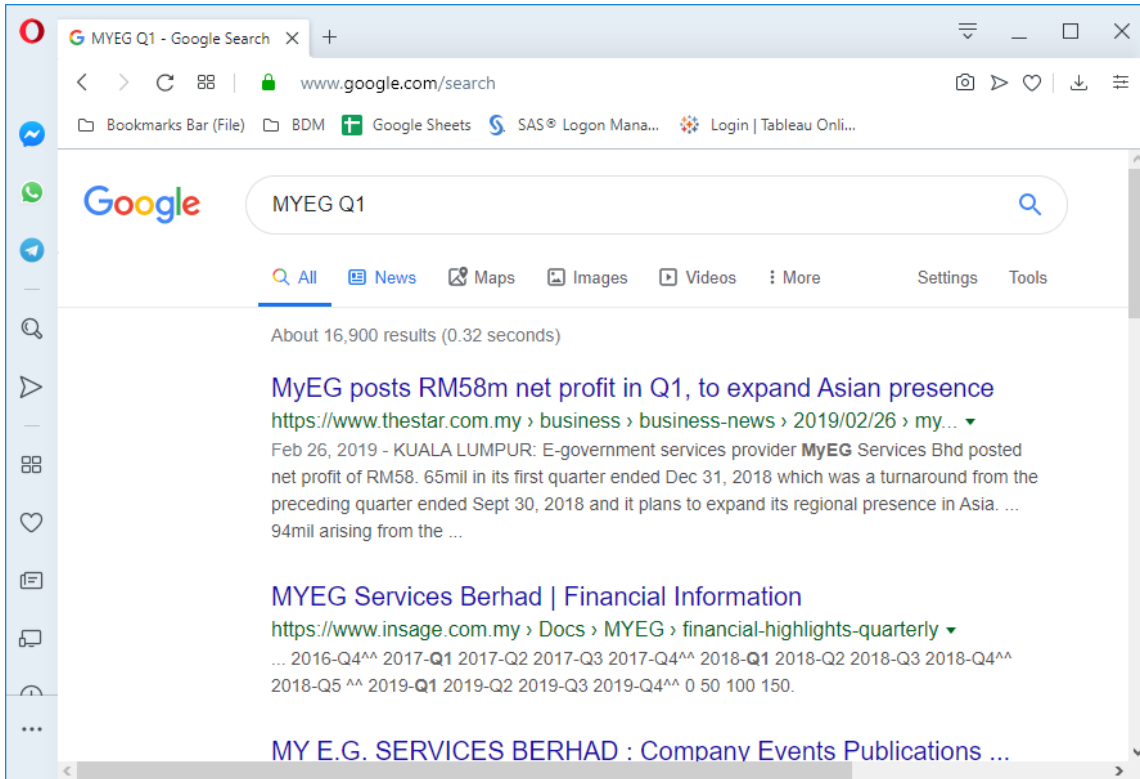 MYEG Q1 - Google Search
www.google.com/search
Bookmarks Bar (File) BDM Google Sheets SAS® Logon Mana... Login | Tableau Onli...
Google MYEG Q1
All News Maps Images Videos More Settings Tools
About 16,900 results (0.32 seconds)
MyEG posts RM58m net profit in Q1, to expand Asian presence
https://www.thestar.com.my › business › business-news › 2019/02/26 › my...
Feb 26, 2019 - KUALA LUMPUR: E-government services provider MyEG Services Bhd posted
net profit of RM58. 65mil in its first quarter ended Dec 31, 2018 which was a turnaround from the
preceding quarter ended Sept 30, 2018 and it plans to expand its regional presence in Asia. ...
94mil arising from the ...
MYEG Services Berhad | Financial Information
https://www.insage.com.my › Docs › MYEG › financial-highlights-quarterly
... 2016-Q4^^ 2017-Q1 2017-Q2 2017-Q3 2017-Q4^^ 2018-Q1 2018-Q2 2018-Q3 2018-Q4^^
2018-Q5 ^^ 2019-Q1 2019-Q2 2019-Q3 2019-Q4^^ 0 50 100 150.
MY E.G. SERVICES BERHAD : Company Events Publications ...